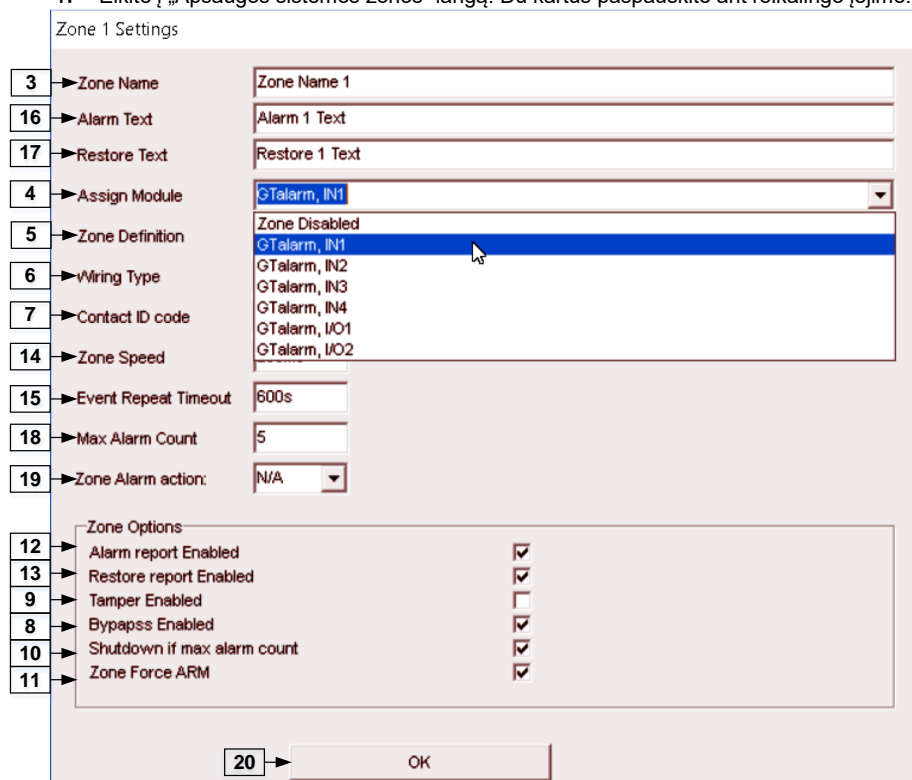 Zone 1 Settings
3 Zone Name Zone Name 1
16 Alarm Text Alarm 1 Text
17 Restore Text Restore 1 Text
4 Assign Module GTalarm, IN1
Zone Disabled
5 Zone Definition GTalarm, IN1
GTalarm, IN2
6 Wiring Type GTalarm, IN3
GTalarm, IN4
7 Contact ID code GTalarm, I/O1
GTalarm, I/O2
14 Zone Speed
15 Event Repeat Timeout 600s
18 Max Alarm Count 5
19 Zone Alarm action: N/A
Zone Options
12 Alarm report Enabled
13 Restore report Enabled
9 Tamper Enabled
8 Bypapss Enabled
10 Shutdown if max alarm count
11 Zone Force ARM
20 OK